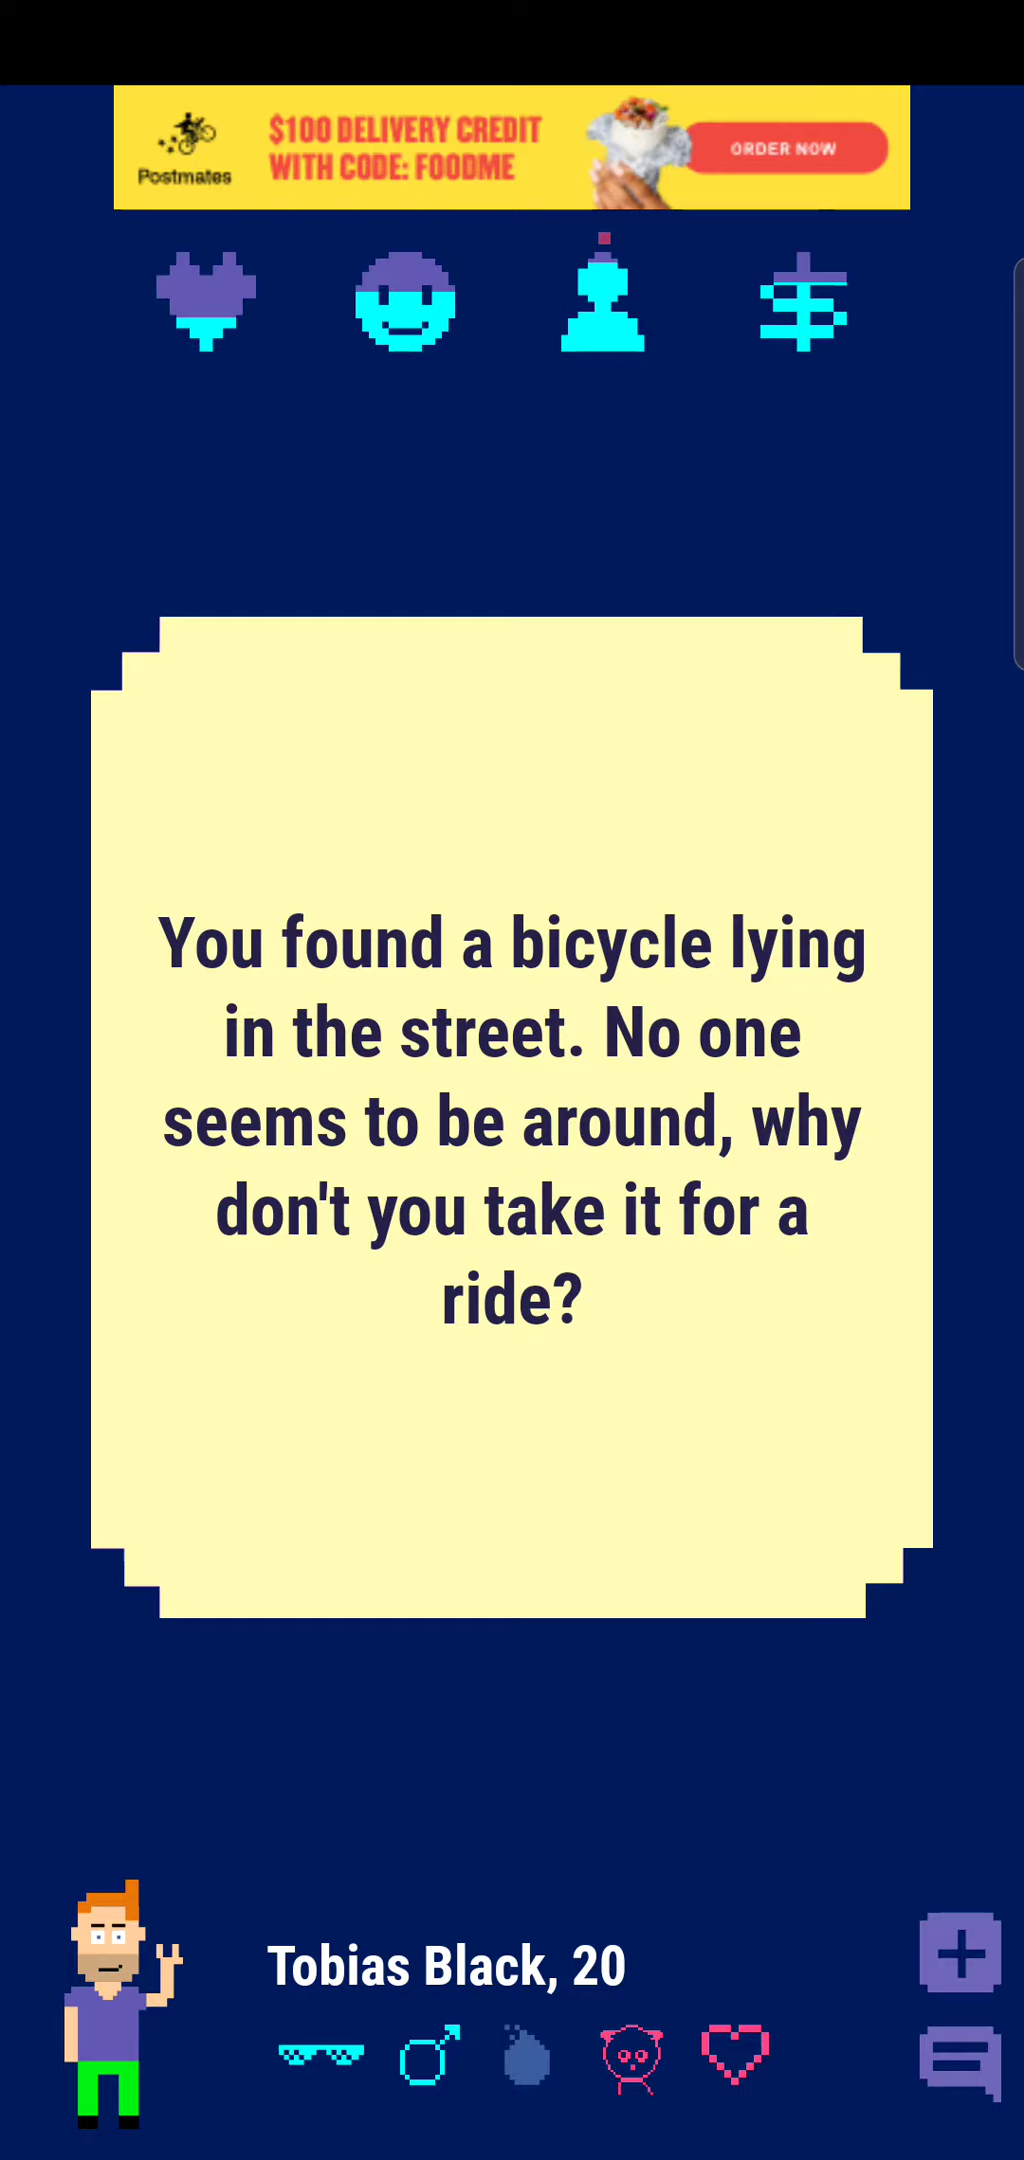 Postmates
$100 DELIVERY CREDIT
WITH CODE: FOODME
ORDER NOW
You found a bicycle lying
in the street. No one
seems to be around, why
don't you take it for a
ride?
Tobias Black, 20